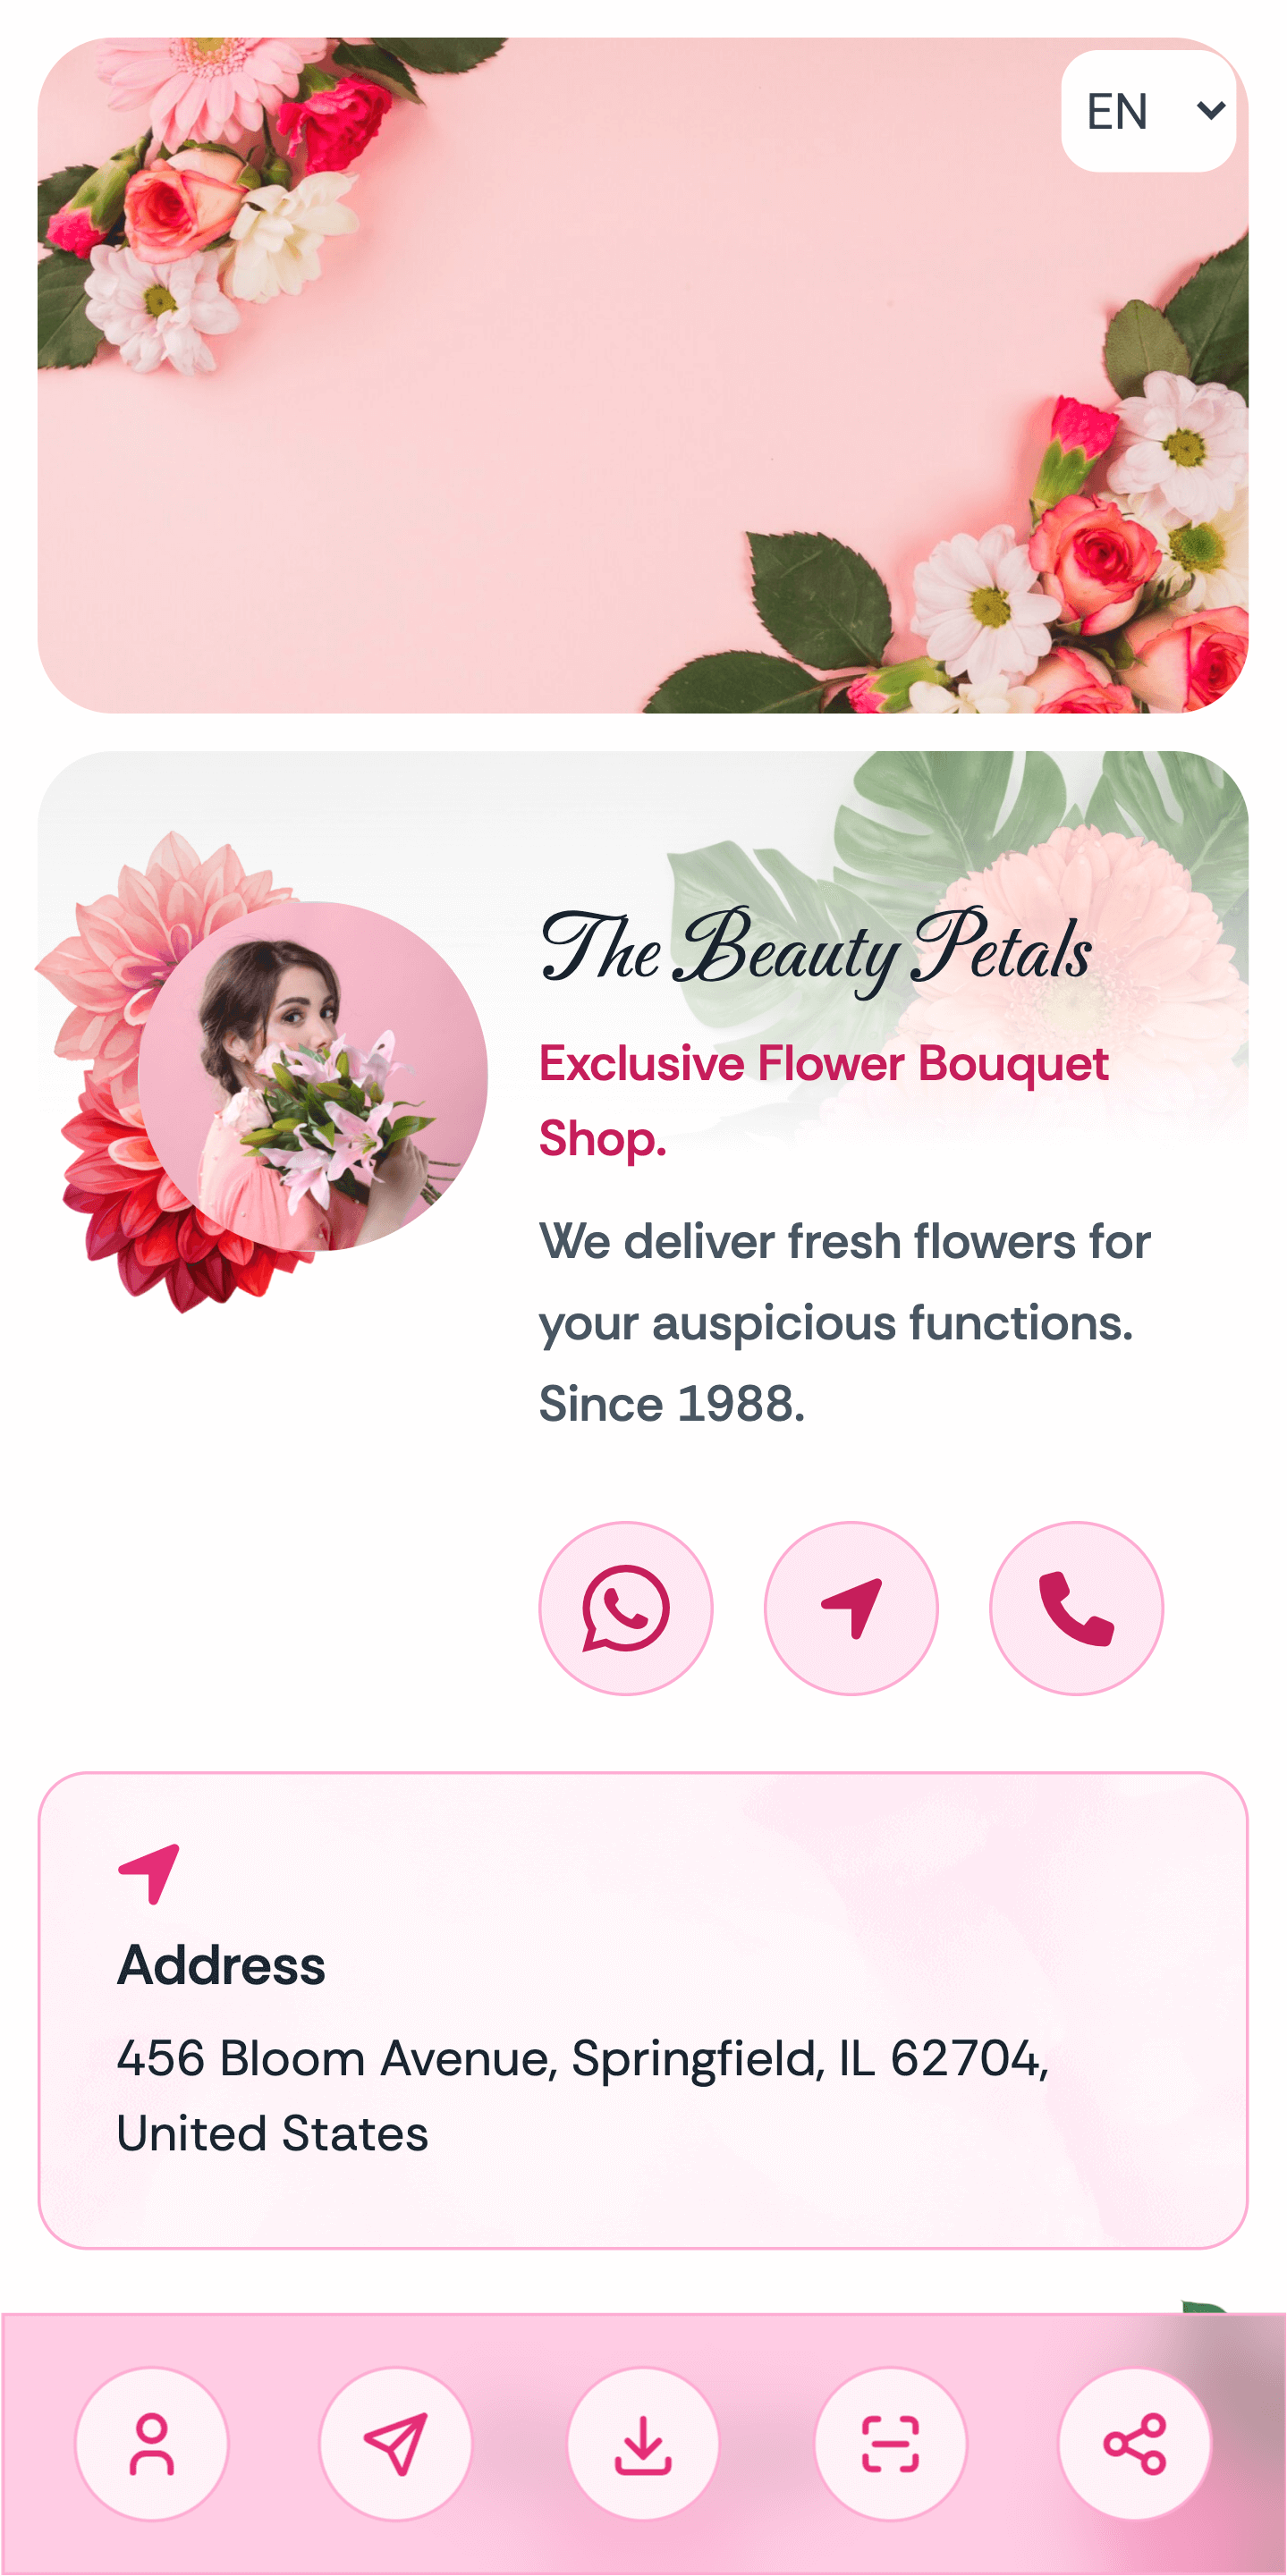 EN
The Beauty Petals
Exclusive Flower Bouquet
Shop.
We deliver fresh flowers for
your auspicious functions.
Since 1988.
Address
456 Bloom Avenue, Springfield, IL 62704,
United States